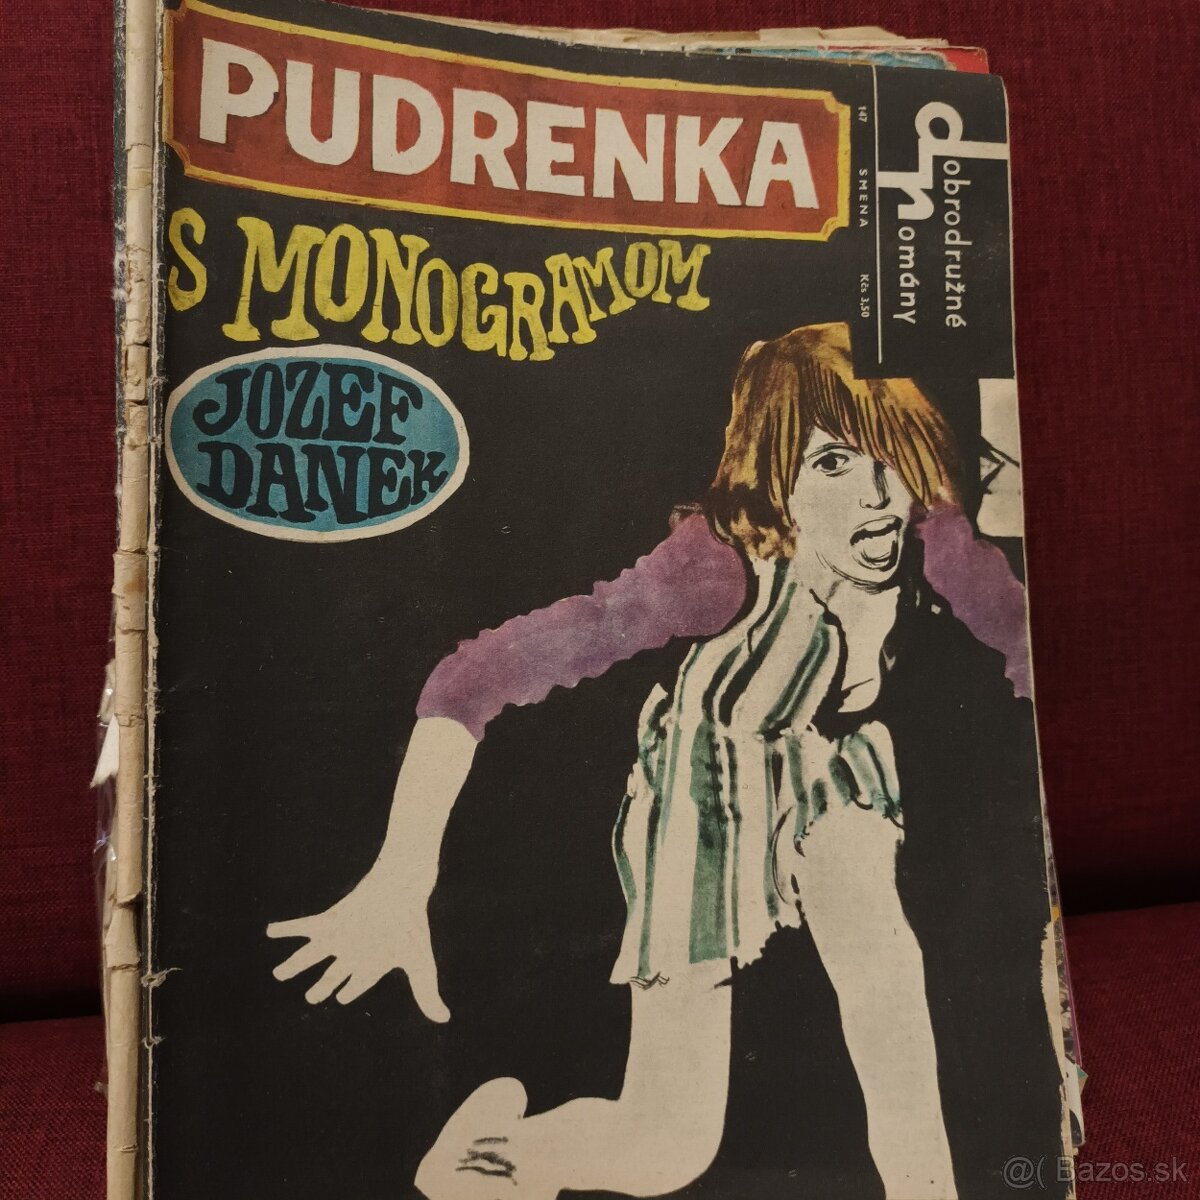 PUDRENKA
S MONOGRAMOM
JOZEF
DANEK
147 SMENA Kčs 3,50
dobrodružné
romány
@( Bazos.sk